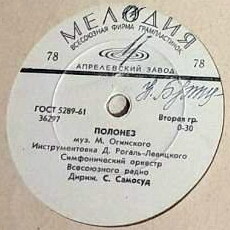 МЕЛОДИЯ
ВСЕСОЮЗНАЯ ФИРМА ГРАМПЛАСТИНОК
78 78
АПРЕЛЕВСКИЙ ЗАВОД
ГОСТ 5289-61
36297
Вторая гр.
0-30
ПОЛОНЕЗ
муз. М. Огинского
Инструментовка Д. Рогаль-Левицкого
Симфонический оркестр
Всесоюзного радио
Дириж. С. Самосуд